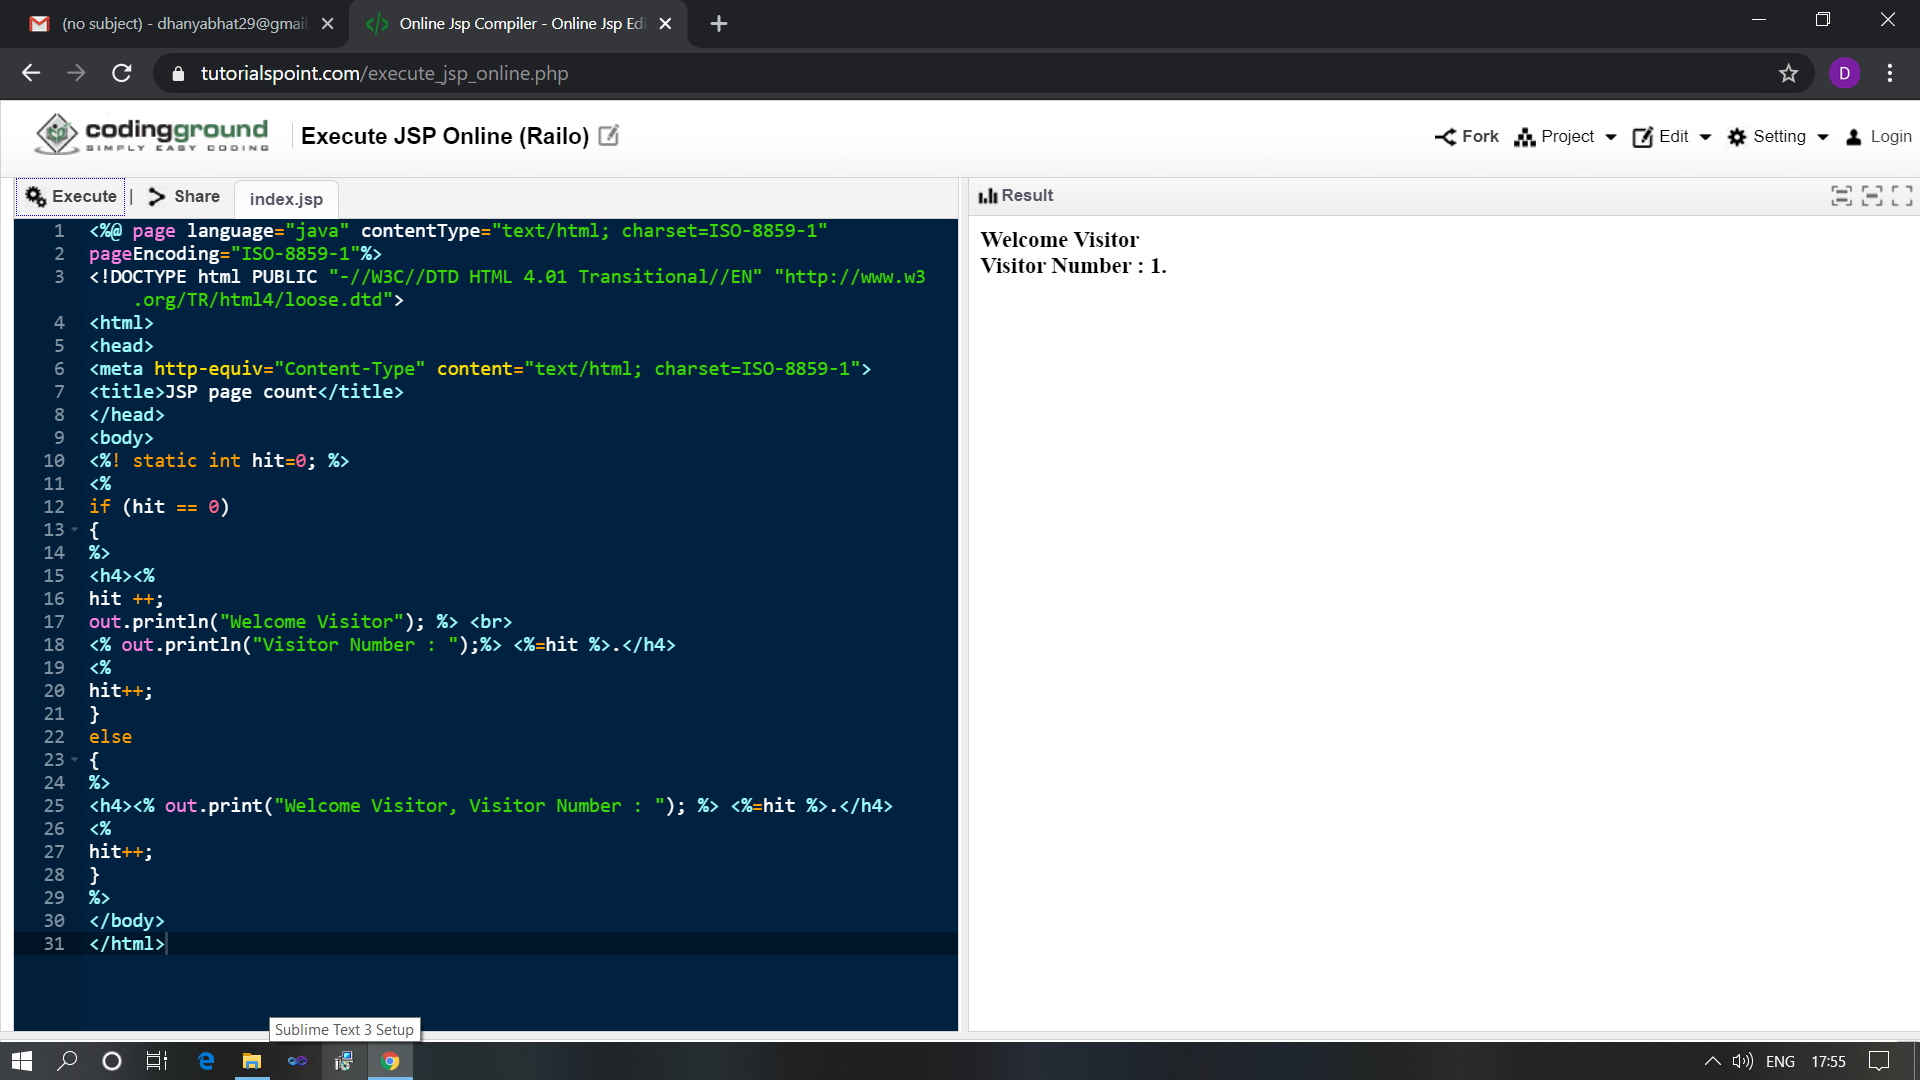 (no subject) - dhanyabhat29@gmail
Online Jsp Compiler - Online Jsp Edi
tutorialspoint.com/execute_jsp_online.php
D
codingground
SIMPLY EASY CODING
Execute JSP Online (Railo)
Fork
Project
Edit
Setting
Login
Execute | Share
index.jsp
Result
1 <%@ page language="java" contentType="text/html; charset=ISO-8859-1"
2 pageEncoding="ISO-8859-1"%>
3 <!DOCTYPE html PUBLIC "-//W3C//DTD HTML 4.01 Transitional//EN" "http://www.w3
.org/TR/html4/loose.dtd">
4 <html>
5 <head>
6 <meta http-equiv="Content-Type" content="text/html; charset=ISO-8859-1">
7 <title>JSP page count</title>
8 </head>
9 <body>
10 <%! static int hit=0; %>
11 <%
12 if (hit == 0)
13 {
14 %>
15 <h4><%
16 hit ++;
17 out.println("Welcome Visitor"); %> <br>
18 <% out.println("Visitor Number : ");%> <%=hit %>.</h4>
19 <%
20 hit++;
21 }
22 else
23 {
24 %>
25 <h4><% out.print("Welcome Visitor, Visitor Number : "); %> <%=hit %>.</h4>
26 <%
27 hit++;
28 }
29 %>
30 </body>
31 </html>
Welcome Visitor
Visitor Number : 1.
Sublime Text 3 Setup
ENG
17:55